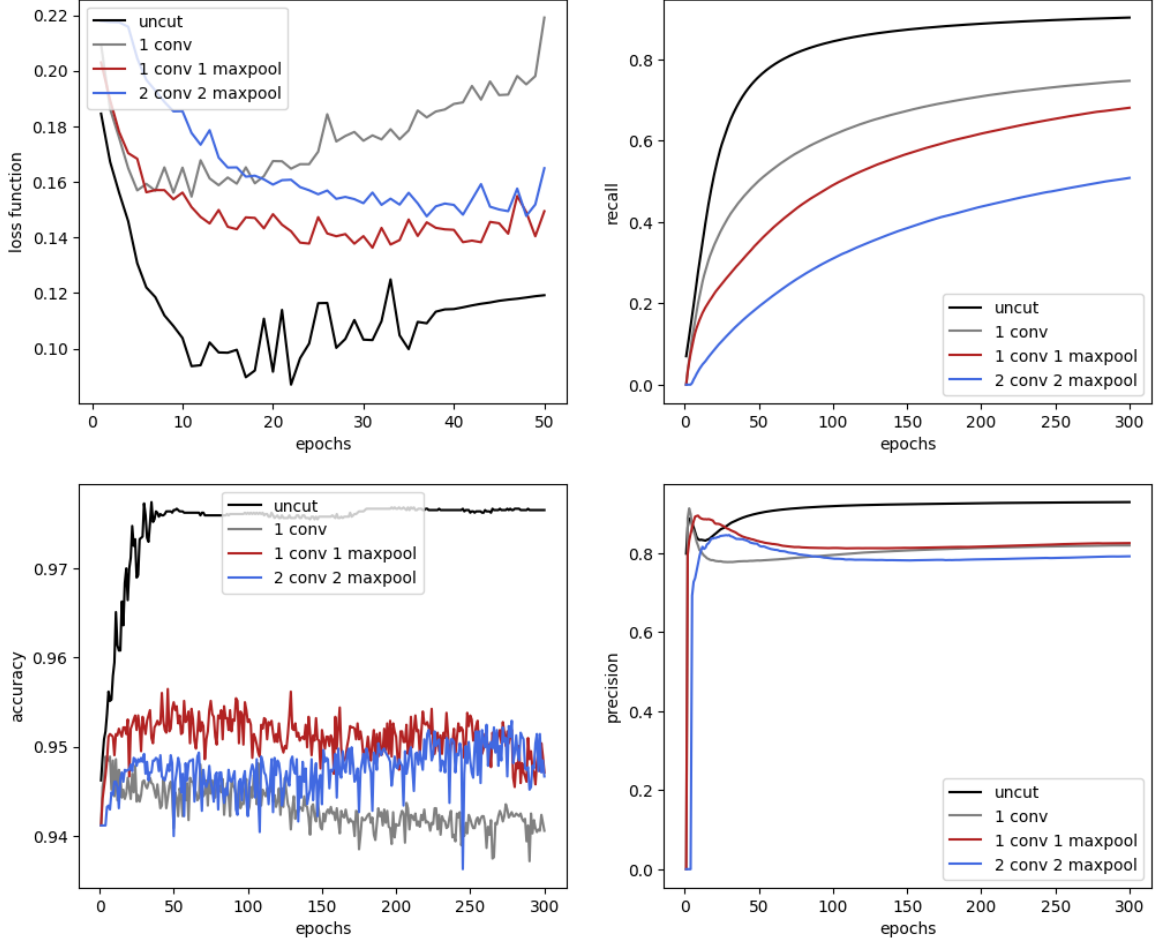 0.22
0.20
0.18
0.16
0.14
0.12
0.10
loss function
0 10 20 30 40 50
epochs
uncut
1 conv
1 conv 1 maxpool
2 conv 2 maxpool
0.8
0.6
0.4
0.2
0.0
recall
0 50 100 150 200 250 300
epochs
uncut
1 conv
1 conv 1 maxpool
2 conv 2 maxpool
0.97
0.96
0.95
0.94
accuracy
0 50 100 150 200 250 300
epochs
uncut
1 conv
1 conv 1 maxpool
2 conv 2 maxpool
0.8
0.6
0.4
0.2
0.0
precision
0 50 100 150 200 250 300
epochs
uncut
1 conv
1 conv 1 maxpool
2 conv 2 maxpool